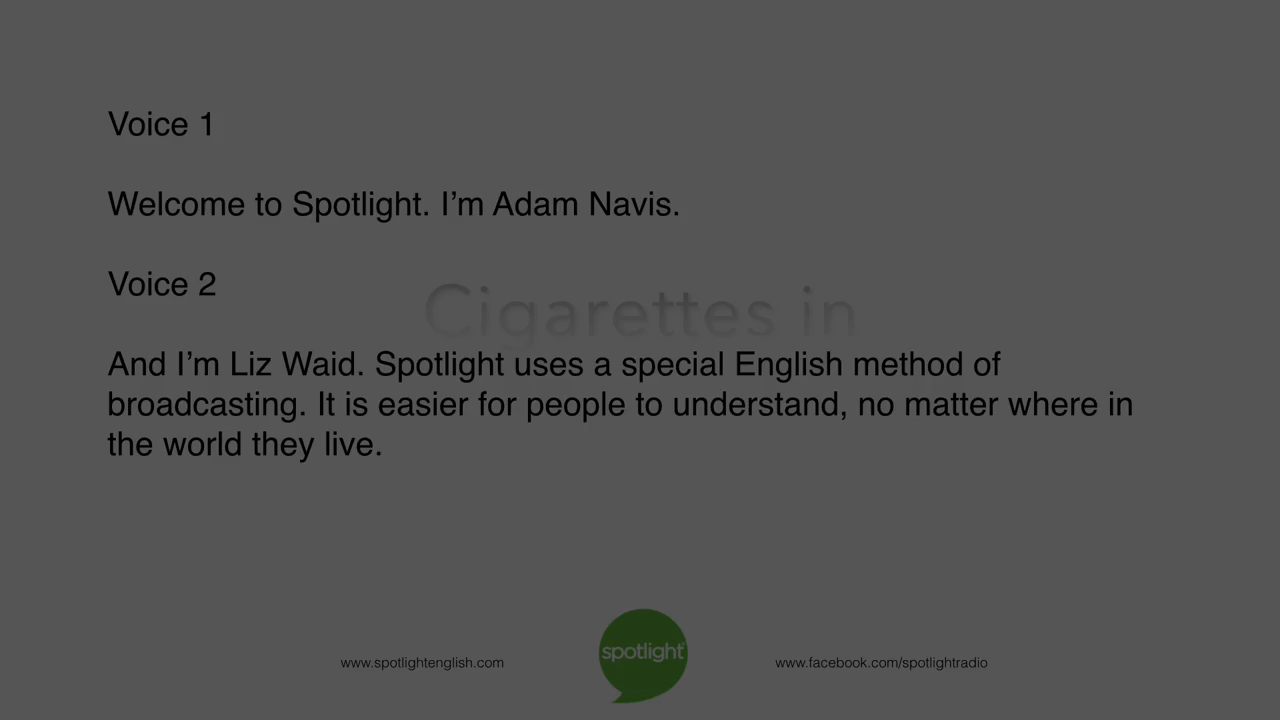 Voice 1
Welcome to Spotlight. I’m Adam Navis.
Voice 2
Cigarettes in
And I’m Liz Waid. Spotlight uses a special English method of
broadcasting. It is easier for people to understand, no matter where in
the world they live.
spotlight
www.spotlightenglish.com
www.facebook.com/spotlightradio